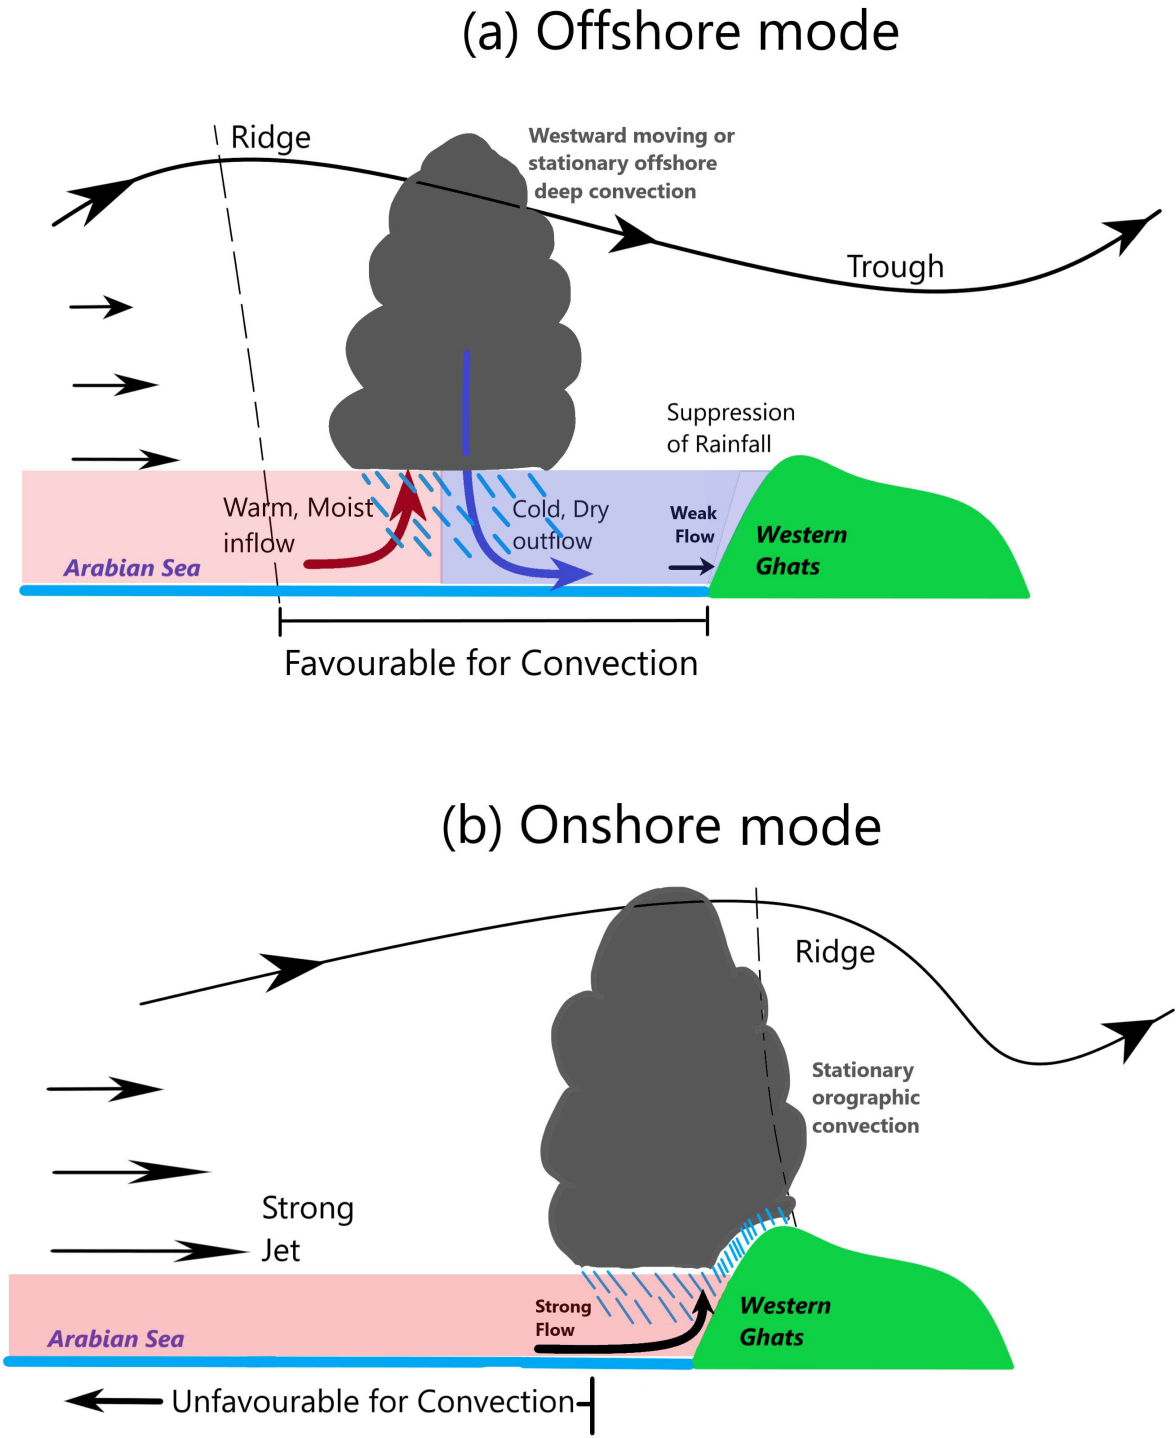 (a) Offshore mode
Ridge
Westward moving or
stationary offshore
deep convection
Trough
Suppression
of Rainfall
Warm, Moist
inflow
Cold, Dry
outflow
Weak
Flow
Western
Ghats
Arabian Sea
Favourable for Convection
(b) Onshore mode
Ridge
Stationary
orographic
convection
Strong
Jet
Strong
Flow
Western
Ghats
Arabian Sea
Unfavourable for Convection